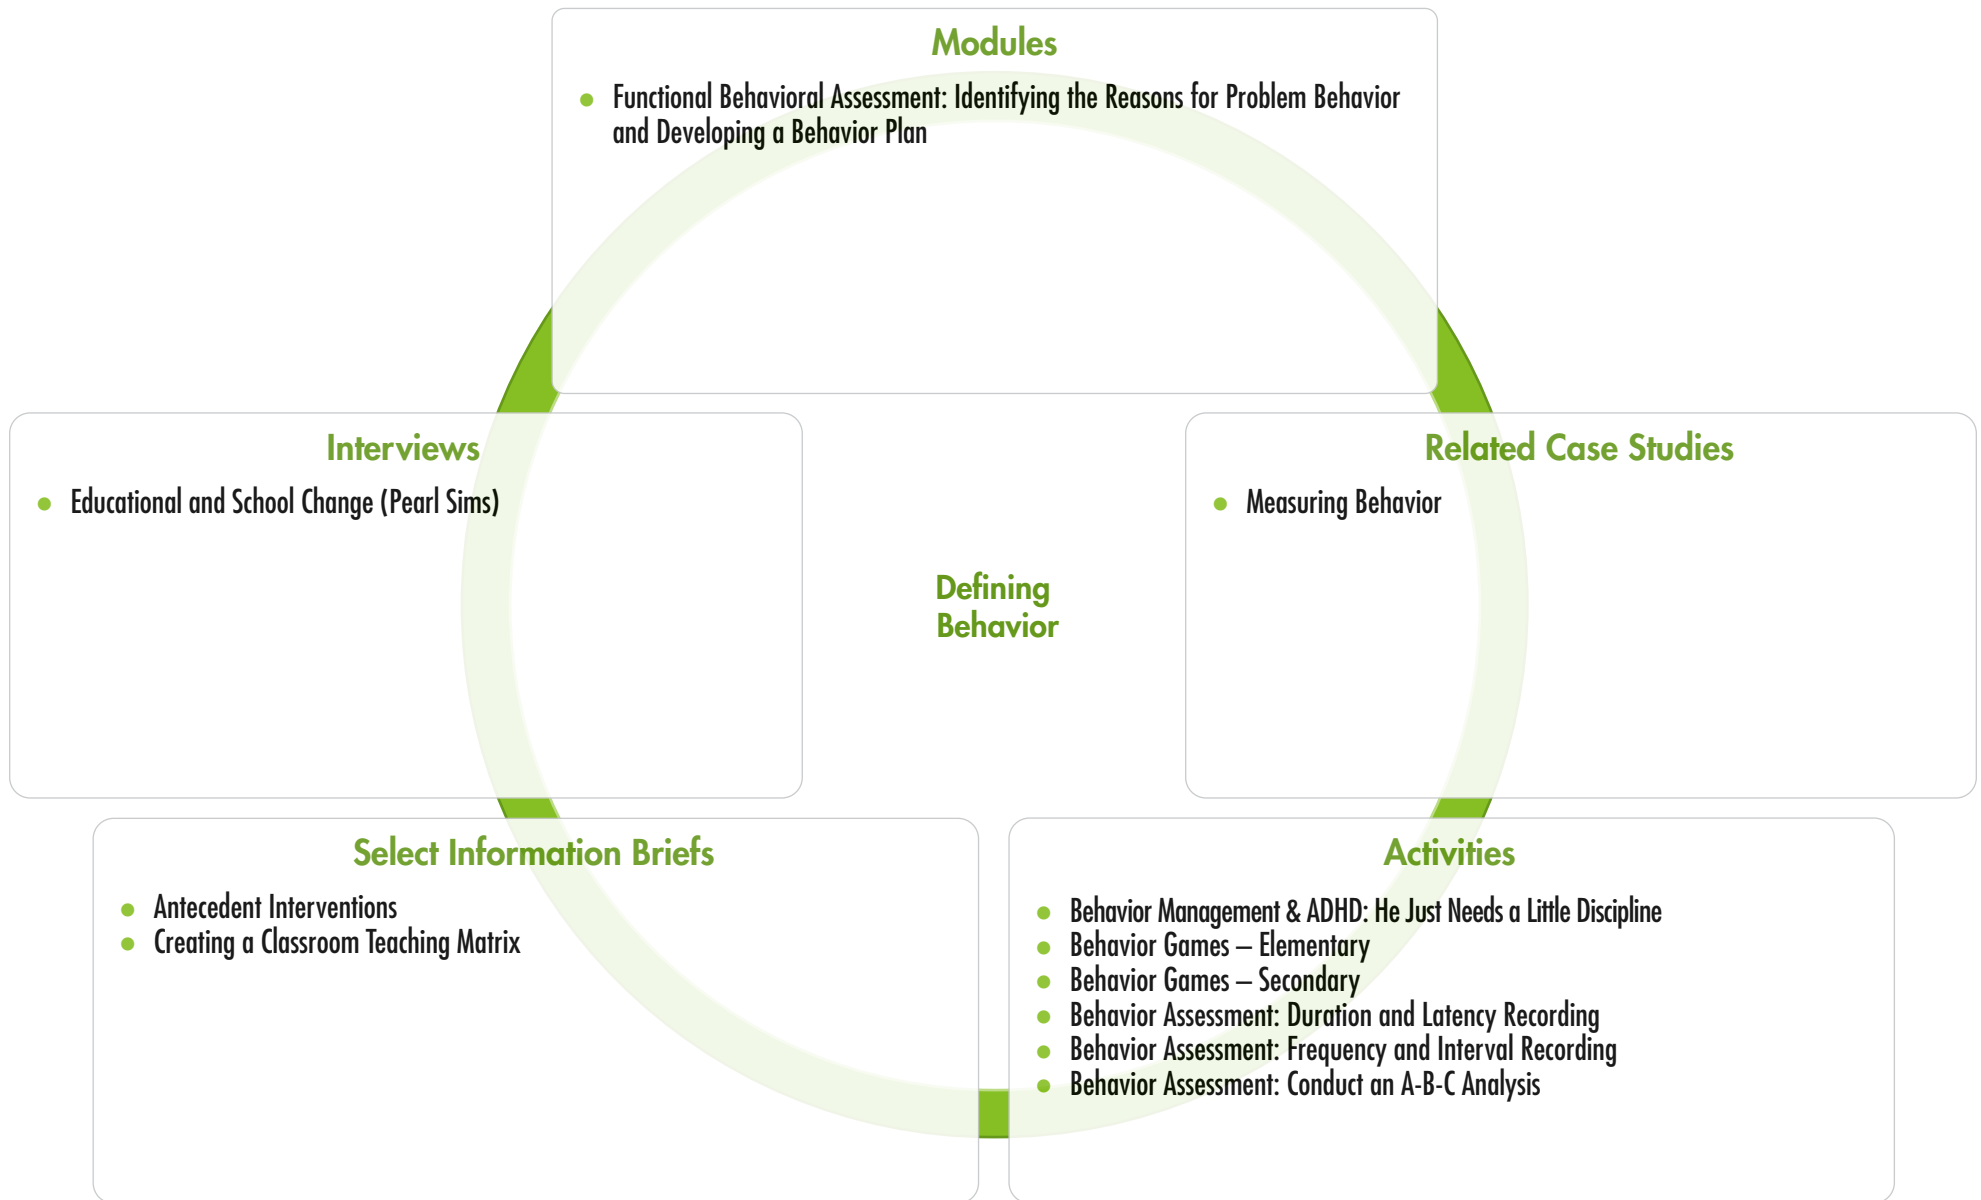 Modules
Functional Behavioral Assessment: Identifying the Reasons for Problem Behavior
and Developing a Behavior Plan
Interviews
Educational and School Change (Pearl Sims)
Related Case Studies
Measuring Behavior
Defining
Behavior
Select Information Briefs
Antecedent Interventions
Creating a Classroom Teaching Matrix
Activities
Behavior Management & ADHD: He Just Needs a Little Discipline
Behavior Games – Elementary
Behavior Games – Secondary
Behavior Assessment: Duration and Latency Recording
Behavior Assessment: Frequency and Interval Recording
Behavior Assessment: Conduct an A-B-C Analysis